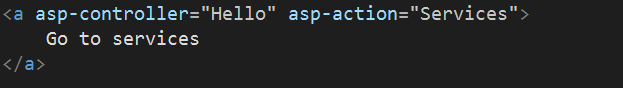 <a asp-controller="Hello" asp-action="Services">
    Go to services
</a>